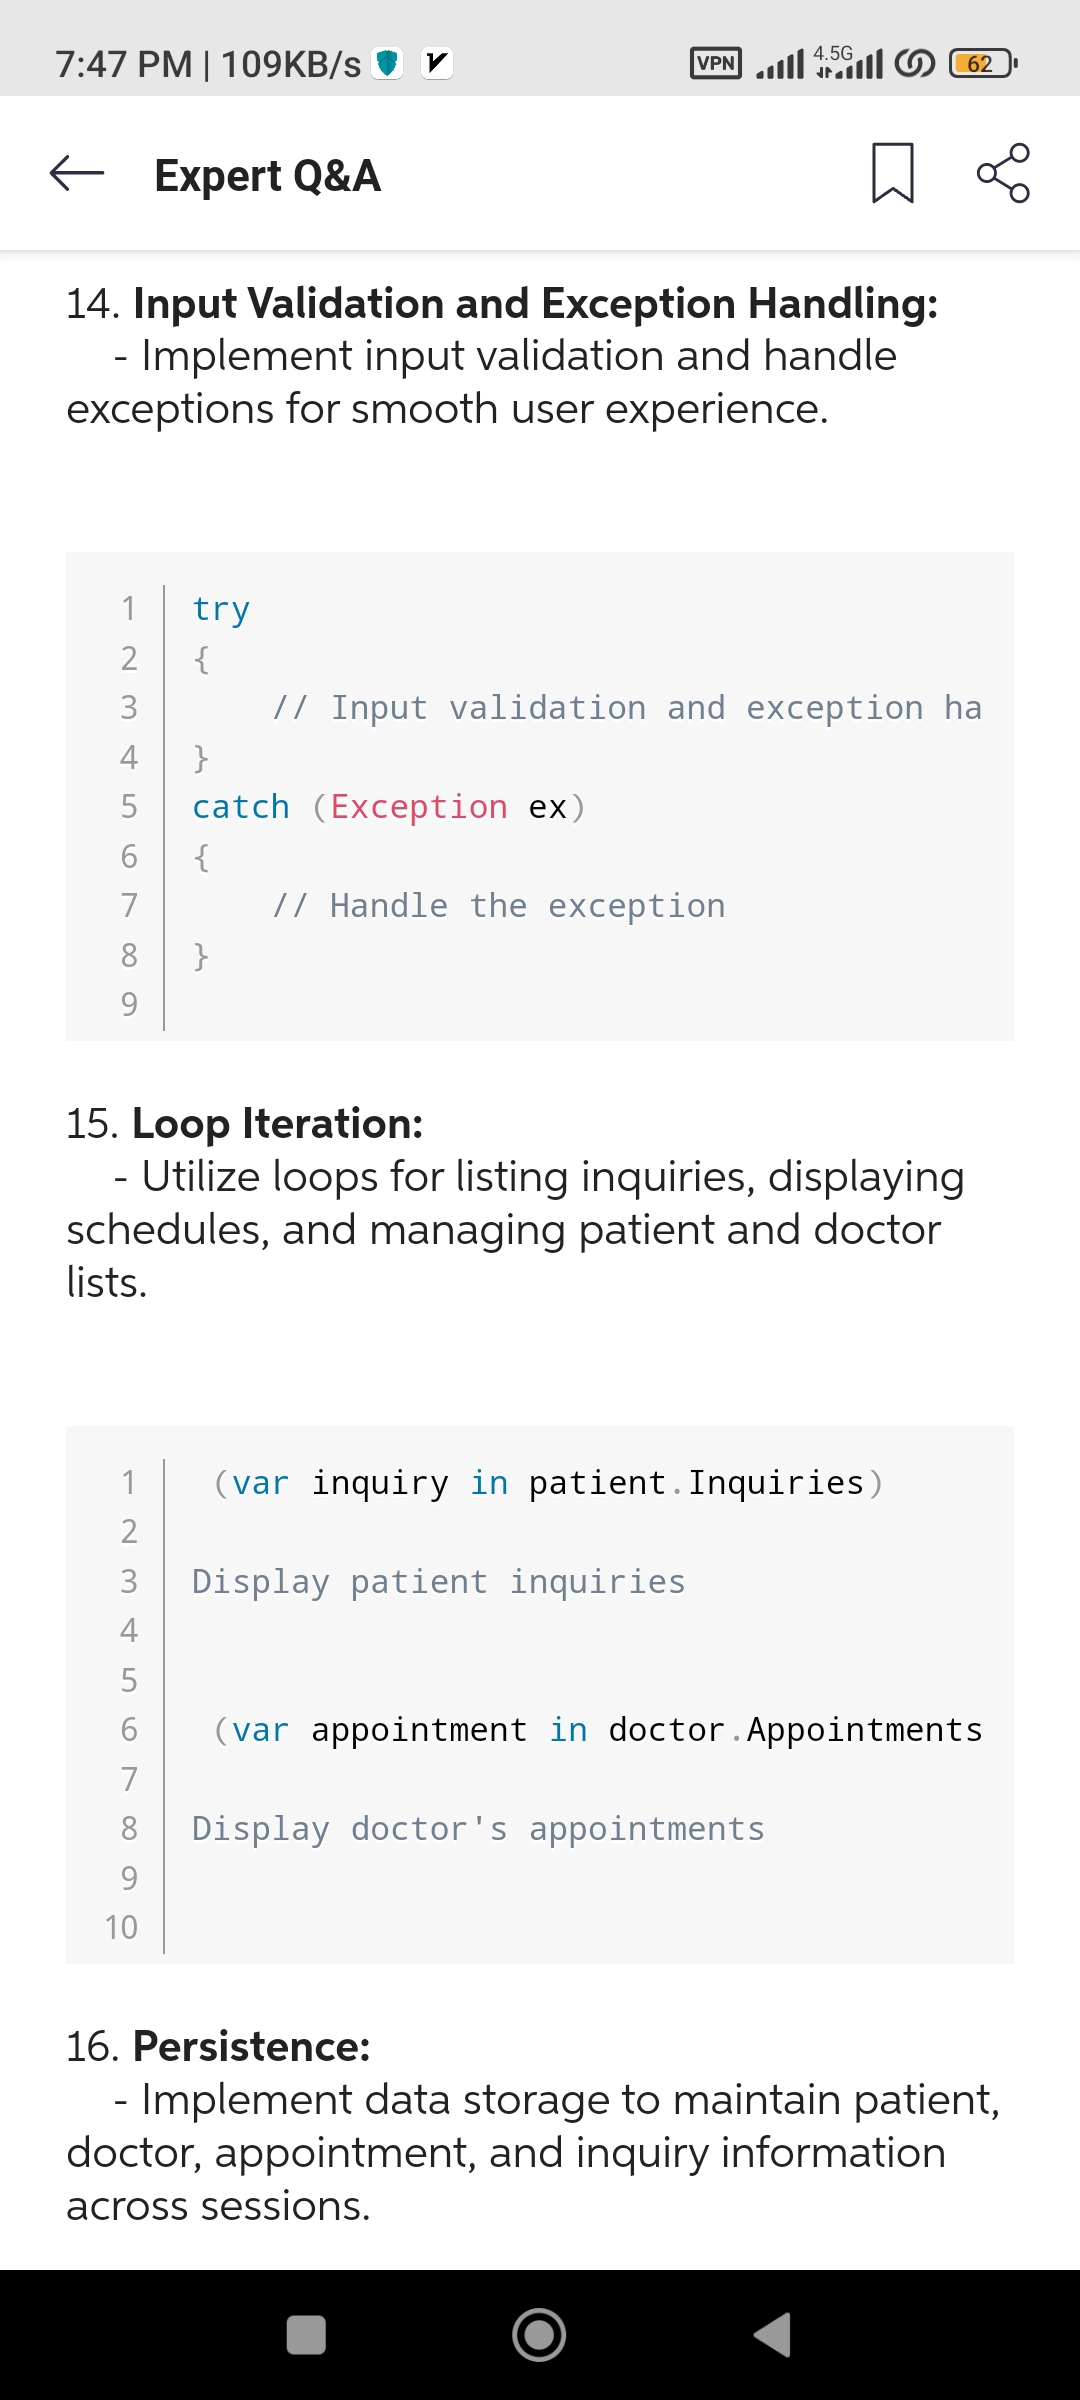 7:47 PM | 109KB/s
VPN 4.5G 62
Expert Q&A
14. Input Validation and Exception Handling:
- Implement input validation and handle
exceptions for smooth user experience.
1 try
2 {
3 // Input validation and exception ha
4 }
5 catch (Exception ex)
6 {
7 // Handle the exception
8 }
9
15. Loop Iteration:
- Utilize loops for listing inquiries, displaying
schedules, and managing patient and doctor
lists.
1 (var inquiry in patient.Inquiries)
2
3 Display patient inquiries
4
5
6 (var appointment in doctor.Appointments
7
8 Display doctor's appointments
9
10
16. Persistence:
- Implement data storage to maintain patient,
doctor, appointment, and inquiry information
across sessions.